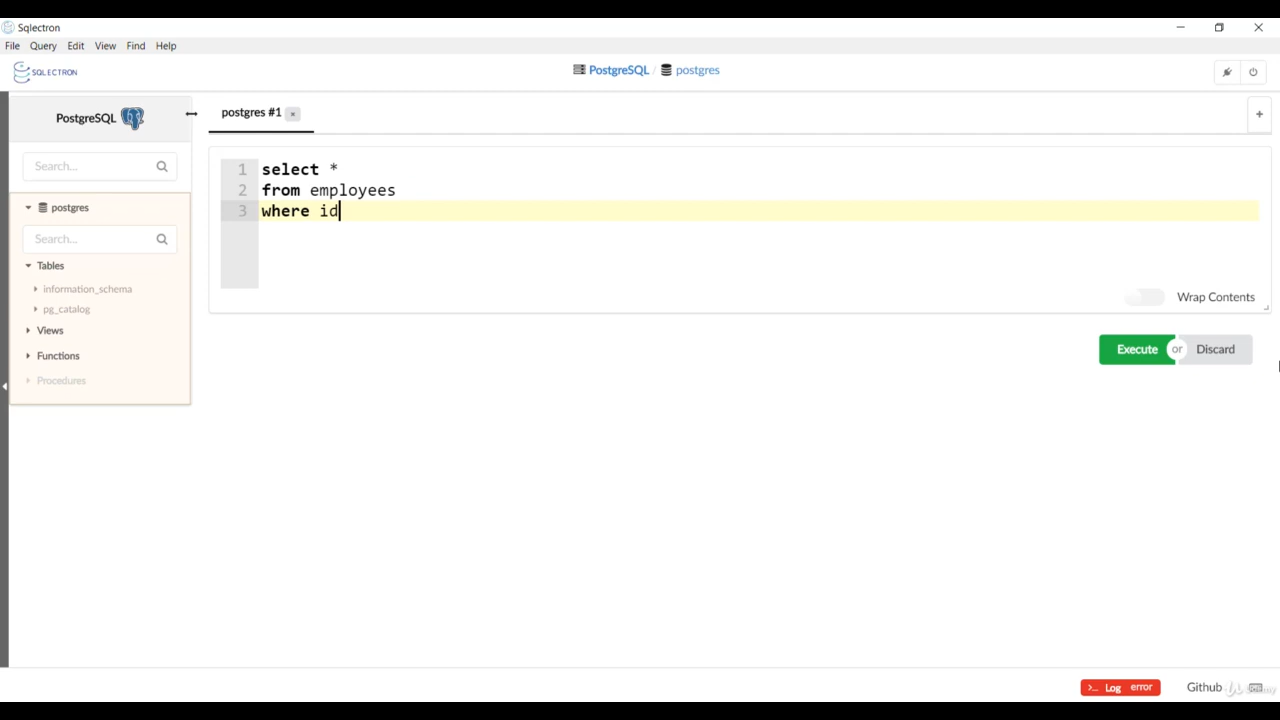 Sqlectron
File Query Edit View Find Help
SQLECTRON
PostgreSQL / postgres
PostgreSQL
postgres #1 ×
+
Search...
postgres
Search...
Tables
information_schema
pg_catalog
Views
Functions
Procedures
1 select *
2 from employees
3 where id
Wrap Contents
Execute or Discard
>_ Log error
Github
Udemy